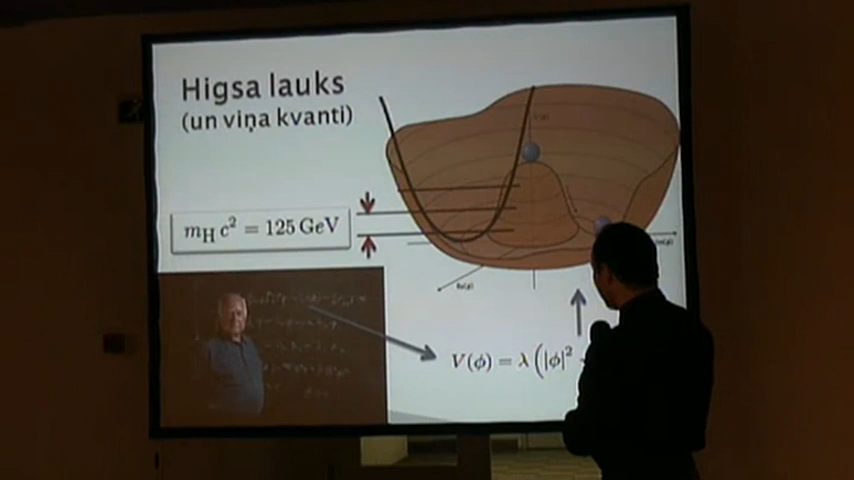 Higsa lauks
(un viņa kvanti)
m_H c² = 125 GeV
V(ϕ) = λ (|ϕ|²